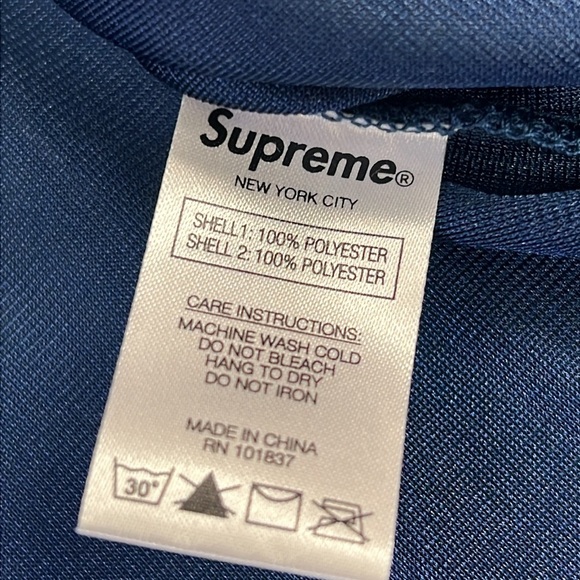 Supreme®
NEW YORK CITY
SHELL1: 100% POLYESTER
SHELL 2: 100% POLYESTER
CARE INSTRUCTIONS:
MACHINE WASH COLD
DO NOT BLEACH
HANG TO DRY
DO NOT IRON
MADE IN CHINA
RN 101837
30°